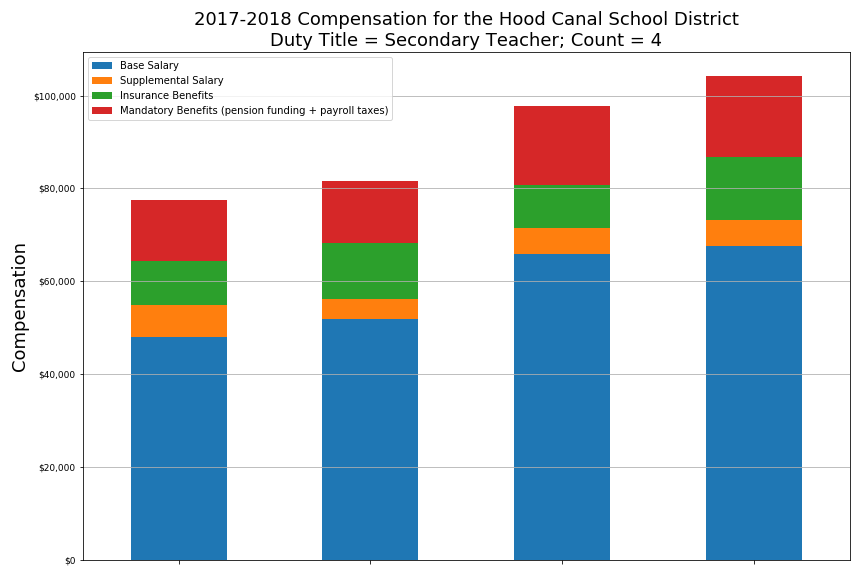 2017-2018 Compensation for the Hood Canal School District
Duty Title = Secondary Teacher; Count = 4
Base Salary
Supplemental Salary
Insurance Benefits
Mandatory Benefits (pension funding + payroll taxes)
Compensation
$100,000
$80,000
$60,000
$40,000
$20,000
$0